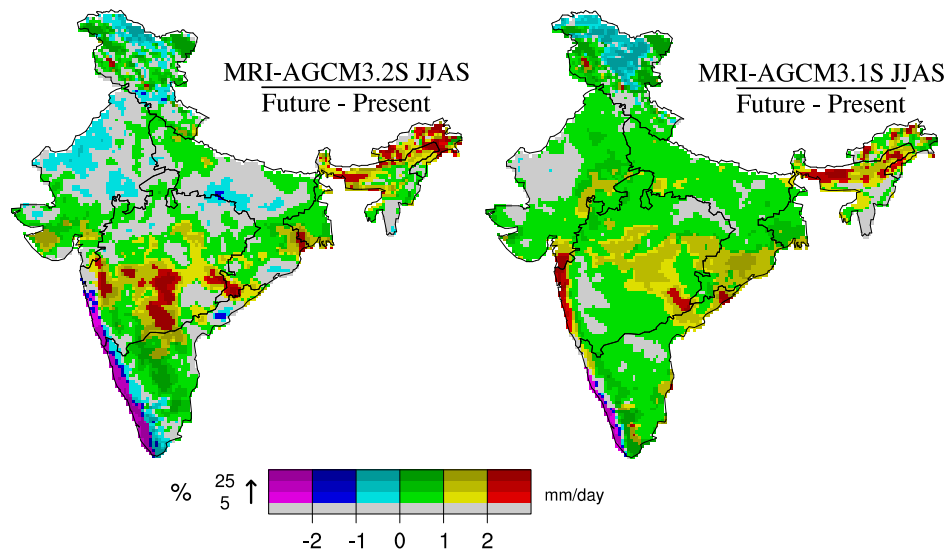 MRI-AGCM3.2S JJAS
Future - Present
MRI-AGCM3.1S JJAS
Future - Present
% 25
5
mm/day
-2 -1 0 1 2